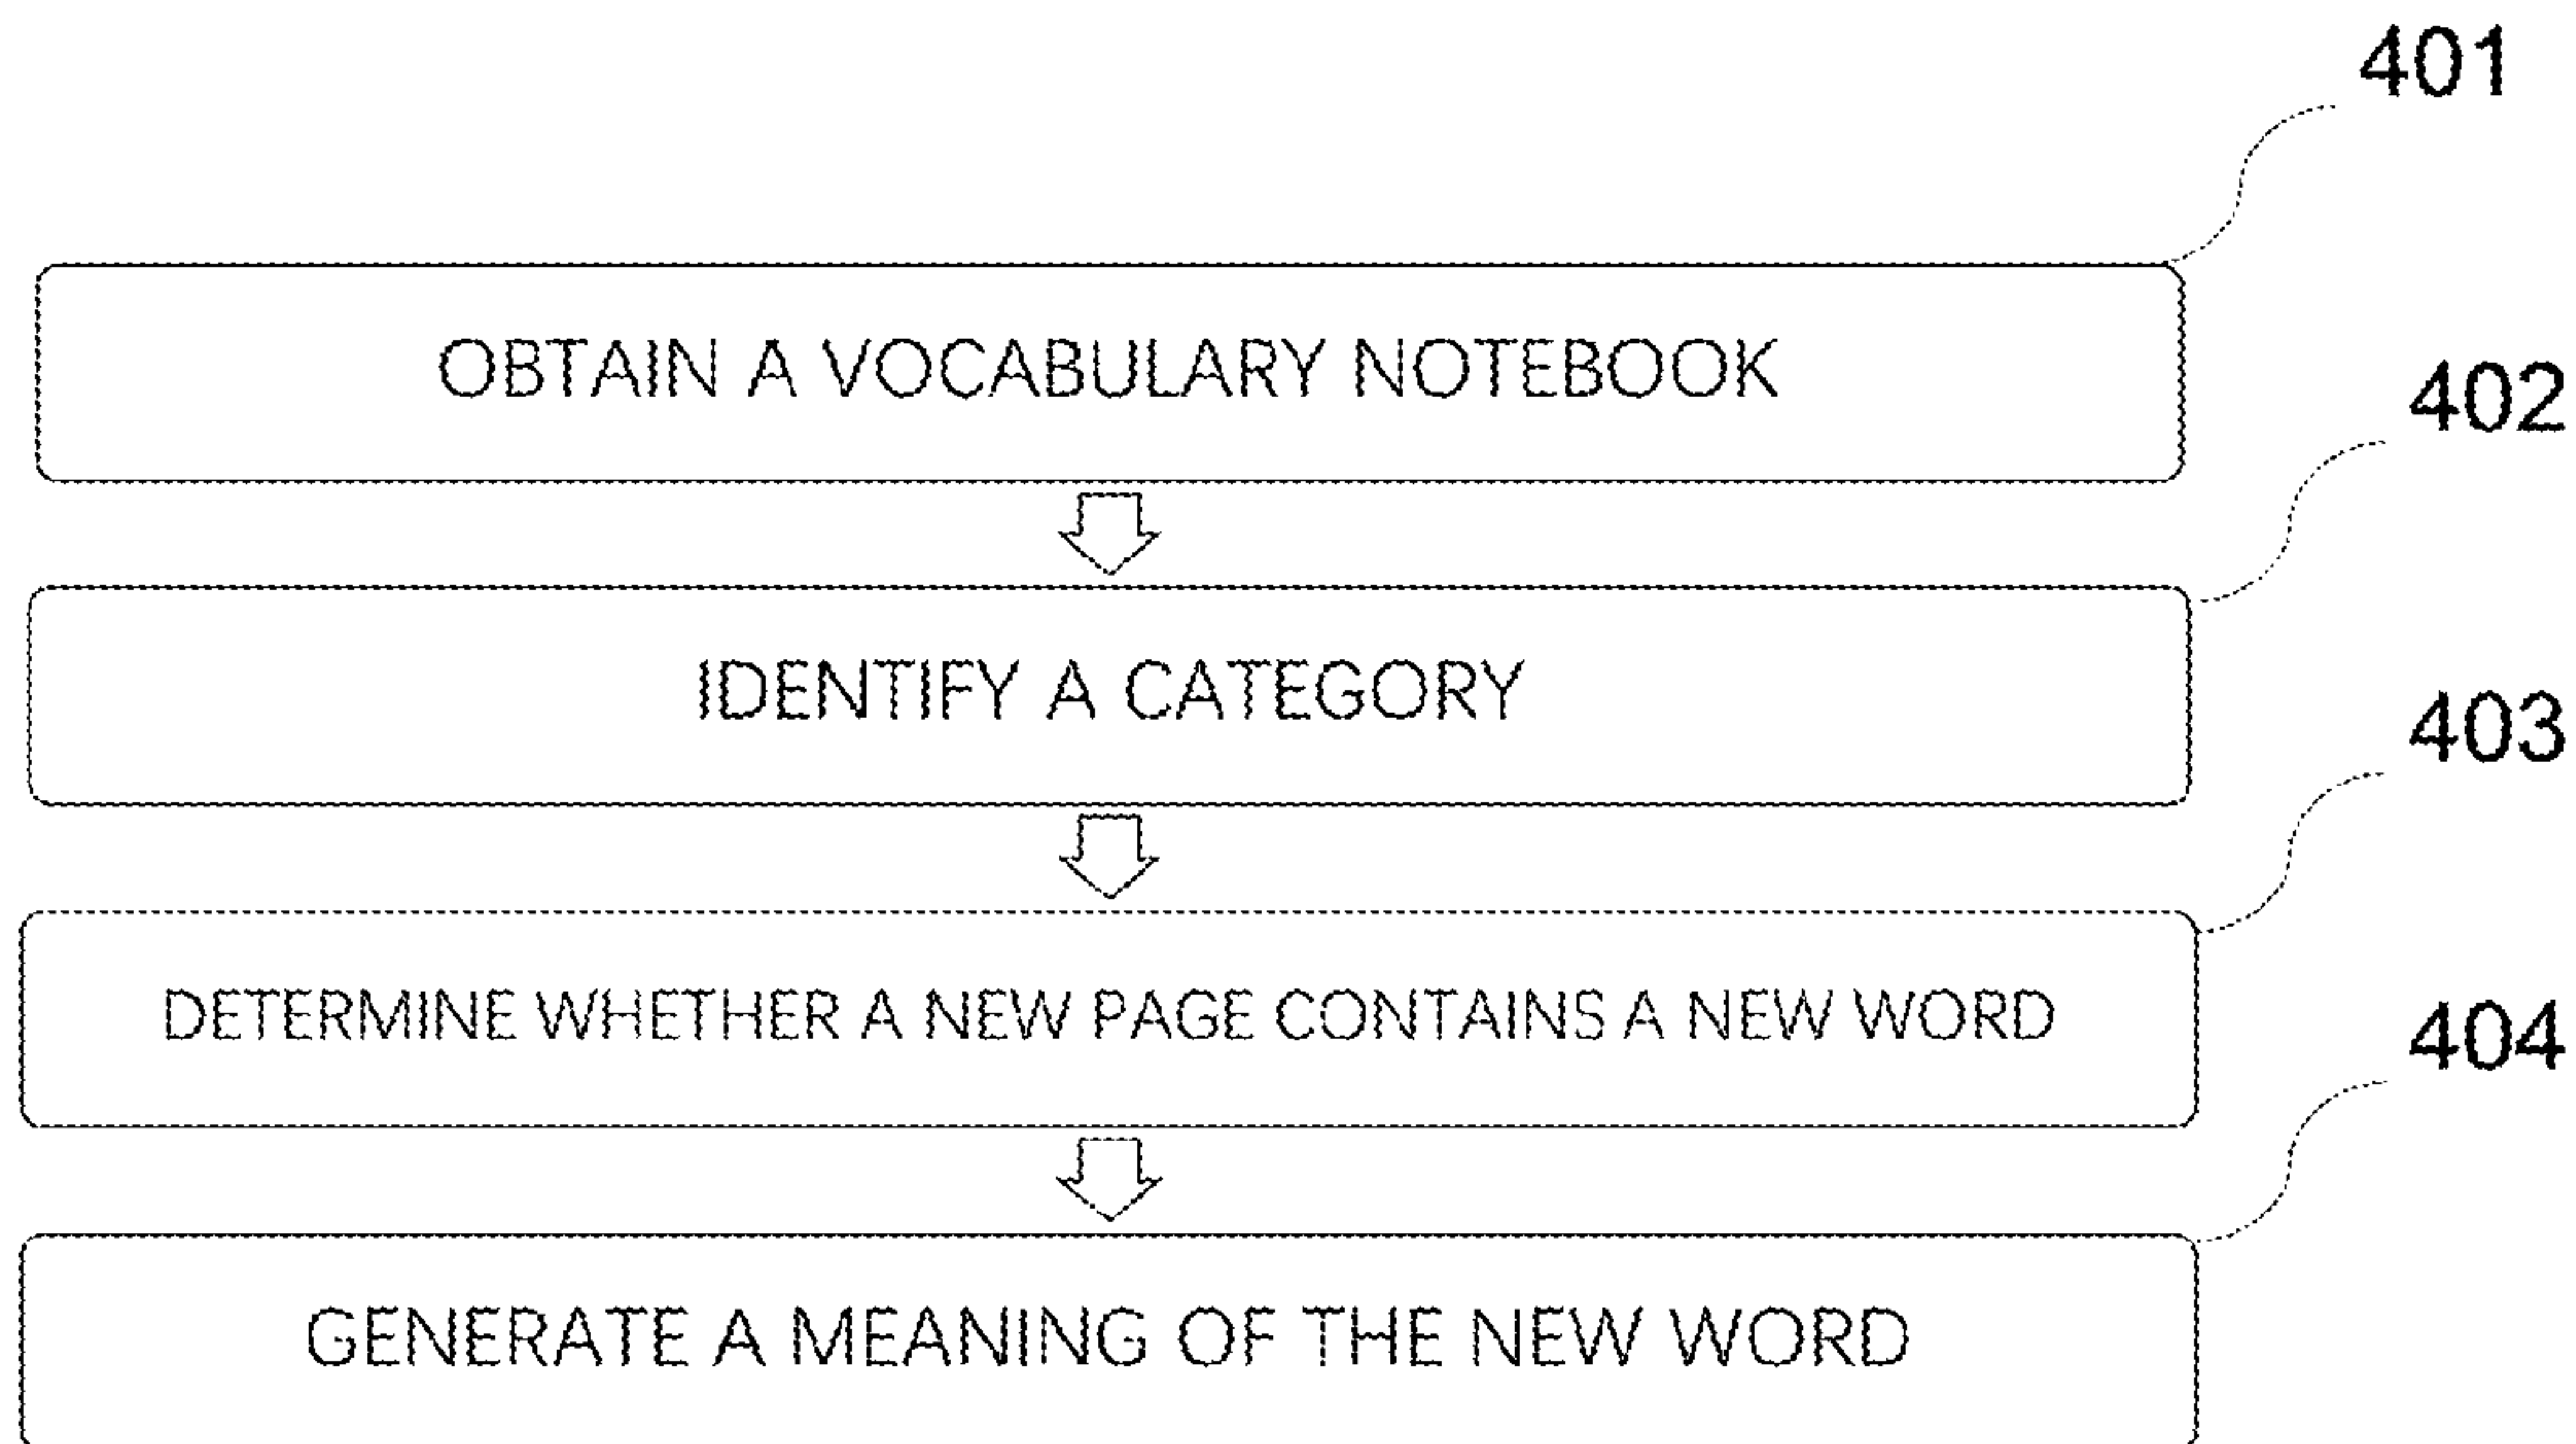 401
OBTAIN A VOCABULARY NOTEBOOK
402
IDENTIFY A CATEGORY
403
DETERMINE WHETHER A NEW PAGE CONTAINS A NEW WORD
404
GENERATE A MEANING OF THE NEW WORD